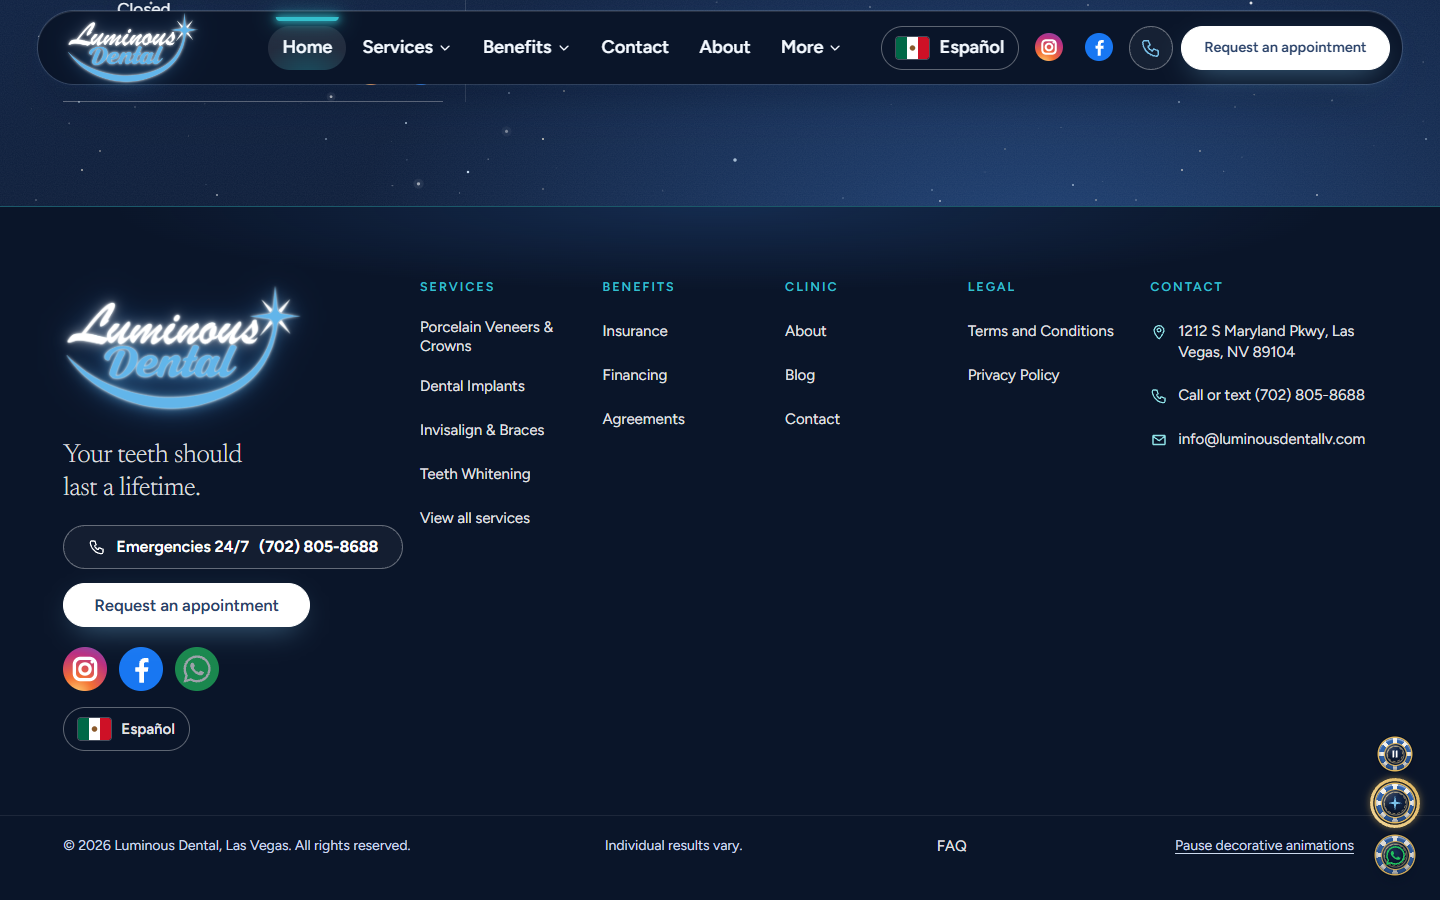 Closed
Luminous
Dental
Home
Services
Benefits
Contact
About
More
Español
Request an appointment
Luminous
Dental
Your teeth should
last a lifetime.
Emergencies 24/7 (702) 805-8688
Request an appointment
Español
SERVICES
Porcelain Veneers &
Crowns
Dental Implants
Invisalign & Braces
Teeth Whitening
View all services
BENEFITS
Insurance
Financing
Agreements
CLINIC
About
Blog
Contact
LEGAL
Terms and Conditions
Privacy Policy
CONTACT
1212 S Maryland Pkwy, Las
Vegas, NV 89104
Call or text (702) 805-8688
info@luminousdentallv.com
© 2026 Luminous Dental, Las Vegas. All rights reserved.
Individual results vary.
FAQ
Pause decorative animations